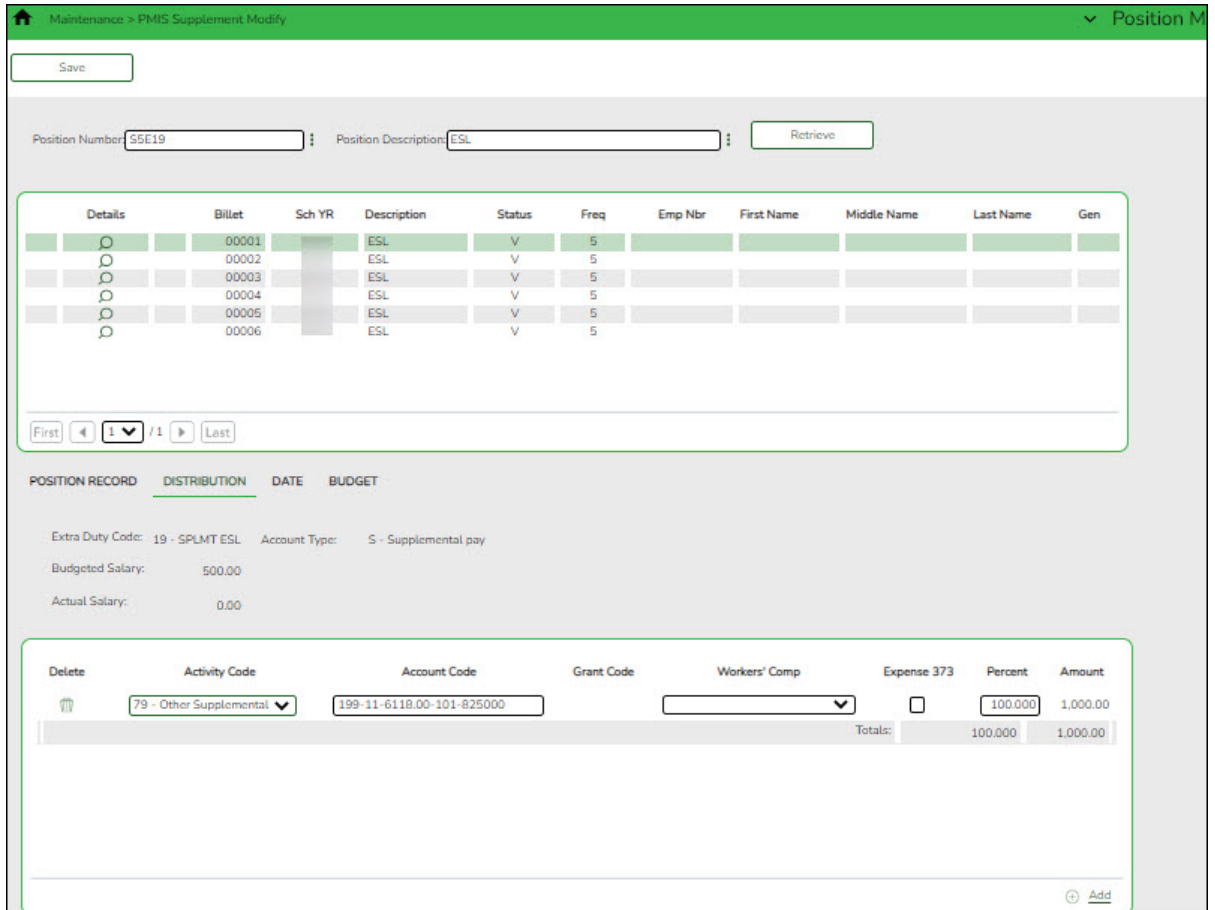 Maintenance > PMIS Supplement Modify Position M
Save
Position Number: S5E19 Position Description: ESL Retrieve
Details Billet Sch YR Description Status Freq Emp Nbr First Name Middle Name Last Name Gen
00001 ESL V 5
00002 ESL V 5
00003 ESL V 5
00004 ESL V 5
00005 ESL V 5
00006 ESL V 5
First 1 / 1 Last
POSITION RECORD DISTRIBUTION DATE BUDGET
Extra Duty Code: 19 - SPLMT ESL Account Type: S - Supplemental pay
Budgeted Salary: 500.00
Actual Salary: 0.00
Delete Activity Code Account Code Grant Code Workers' Comp Expense 373 Percent Amount
79 - Other Supplemental 199-11-6118.00-101-825000 100.000 1,000.00
Totals: 100.000 1,000.00
Add